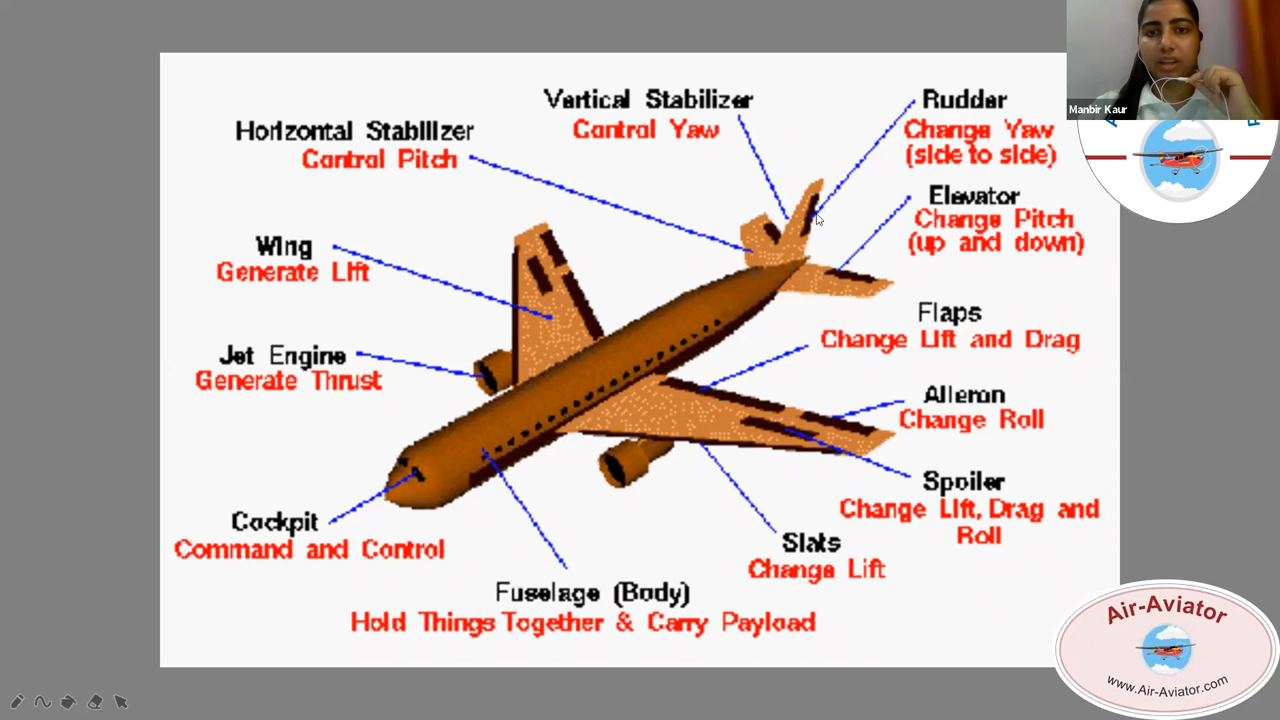 Vertical Stabilizer
Control Yaw
Rudder
Change Yaw
(side to side)
Horizontal Stabilizer
Control Pitch
Elevator
Change Pitch
(up and down)
Wing
Generate Lift
Flaps
Change Lift and Drag
Jet Engine
Generate Thrust
Aileron
Change Roll
Spoiler
Change Lift, Drag and
Roll
Cockpit
Command and Control
Slats
Change Lift
Fuselage (Body)
Hold Things Together & Carry Payload
Manbir Kaur
Air-Aviator
www.Air-Aviator.com